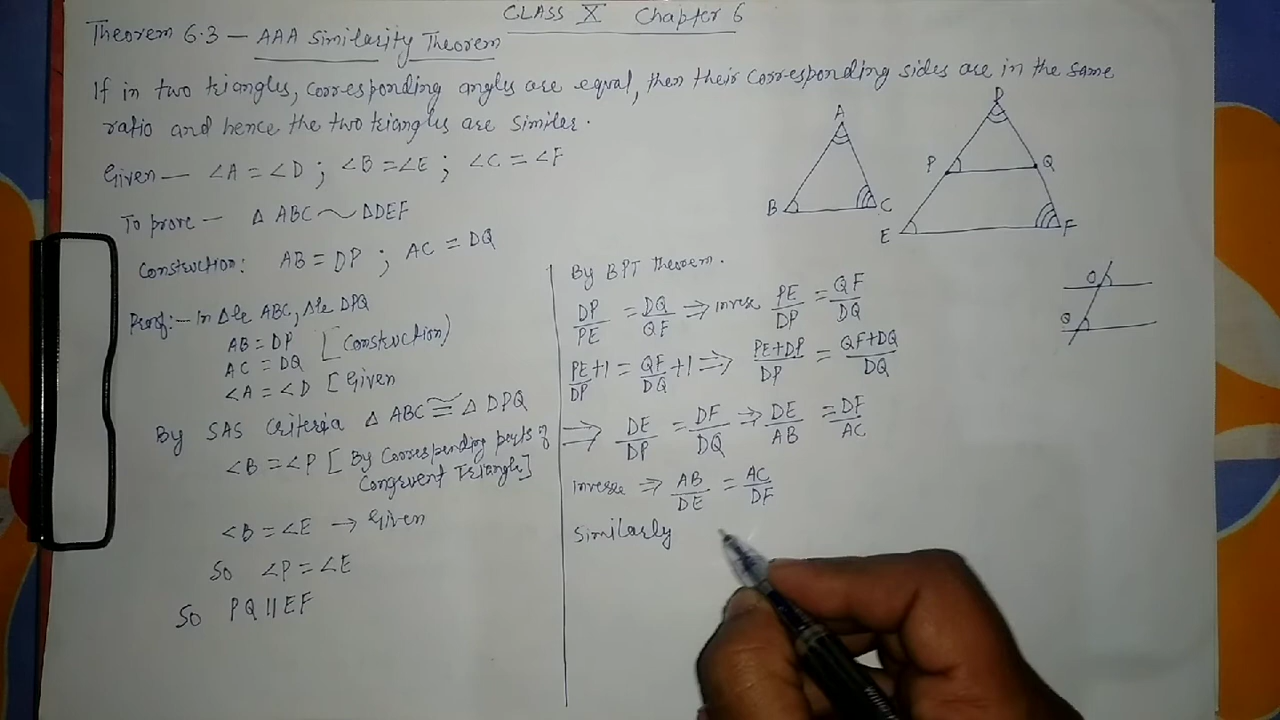 CLASS X Chapter 6
Theorem 6.3 — AAA Similarity Theorem
If in two triangles, corresponding angles are equal, then their corresponding sides are in the same
ratio and hence the two triangles are similar.
Given — ∠A = ∠D ; ∠B = ∠E ; ∠C = ∠F
To prove — Δ ABC ~ ΔDEF
Construction: AB = DP ; AC = DQ
Proof:- In Δle ABC, Δle DPQ
AB = DP [Construction)
AC = DQ
∠A = ∠D [Given
By SAS Criteria Δ ABC ≅ Δ DPQ
∠B = ∠P [By Corresponding parts of
Congruent Triangle]
∠B = ∠E → Given
So ∠P = ∠E
So PQ || EF
By BPT theorem.
DP/PE = DQ/QF ⇒ inverse PE/DP = QF/DQ
PE/DP + 1 = QF/DQ + 1 ⇒ PE+DP/DP = QF+DQ/DQ
⇒ DE/DP = DF/DQ ⇒ DE/AB = DF/AC
inverse ⇒ AB/DE = AC/DF
Similarly
A
B
C
D
P
Q
E
F